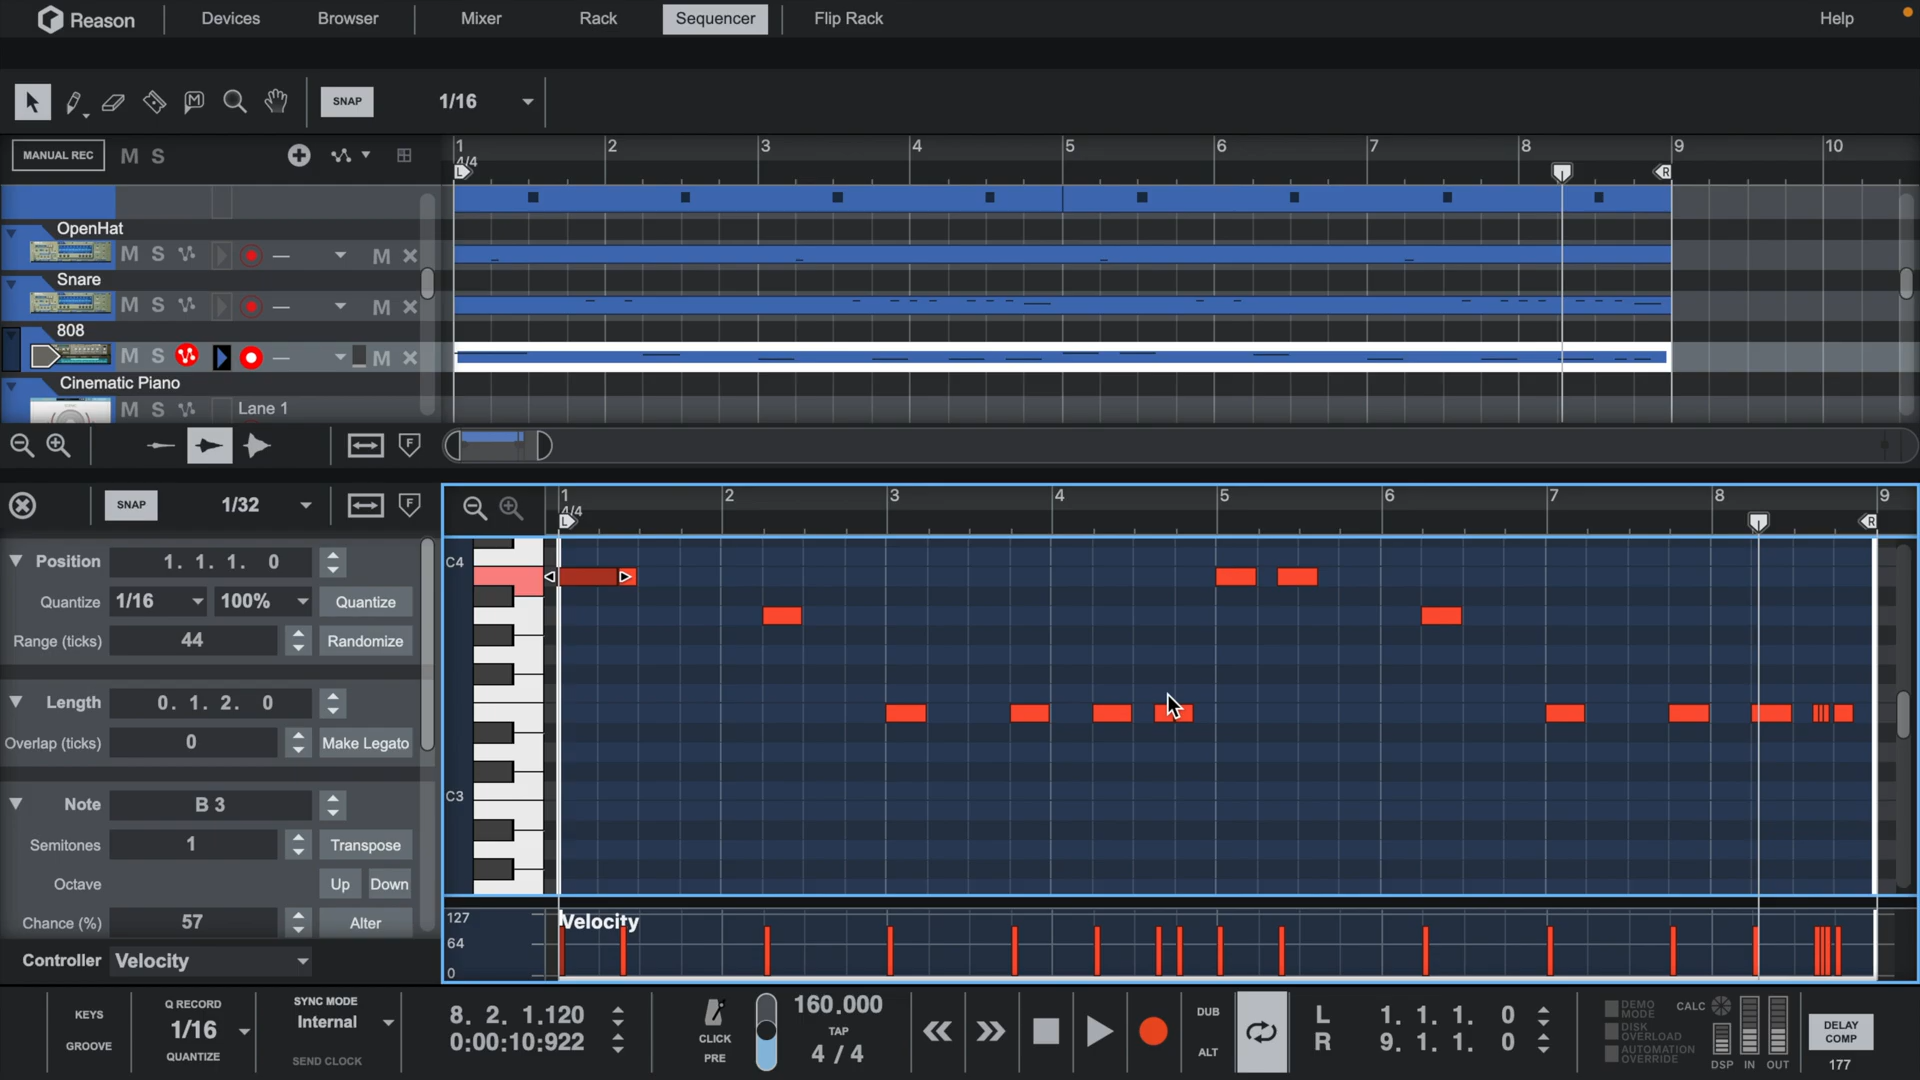 Reason
Devices
Browser
Mixer
Rack
Sequencer
Flip Rack
Help
SNAP
1/16
MANUAL REC
M S
1 2 3 4 5 6 7 8 9 10
4/4
L
R
OpenHat
M S
M
Snare
M S
M
808
M S
M
Cinematic Piano
M S
Lane 1
F
SNAP
1/32
F
1 2 3 4 5 6 7 8 9
4/4
L
R
Position 1. 1. 1. 0
Quantize 1/16 100% Quantize
Range (ticks) 44 Randomize
Length 0. 1. 2. 0
Overlap (ticks) 0 Make Legato
Note B 3
Semitones 1 Transpose
Octave Up Down
Chance (%) 57 Alter
Controller Velocity
C4
C3
Velocity
127
64
0
KEYS
GROOVE
Q RECORD
1/16
QUANTIZE
SYNC MODE
Internal
SEND CLOCK
8. 2. 1.120
0:00:10:922
CLICK
PRE
160.000
TAP
4 / 4
DUB
ALT
L 1. 1. 1. 0
R 9. 1. 1. 0
DEMO MODE
DISK OVERLOAD
AUTOMATION OVERRIDE
CALC
DSP IN OUT
DELAY COMP
177